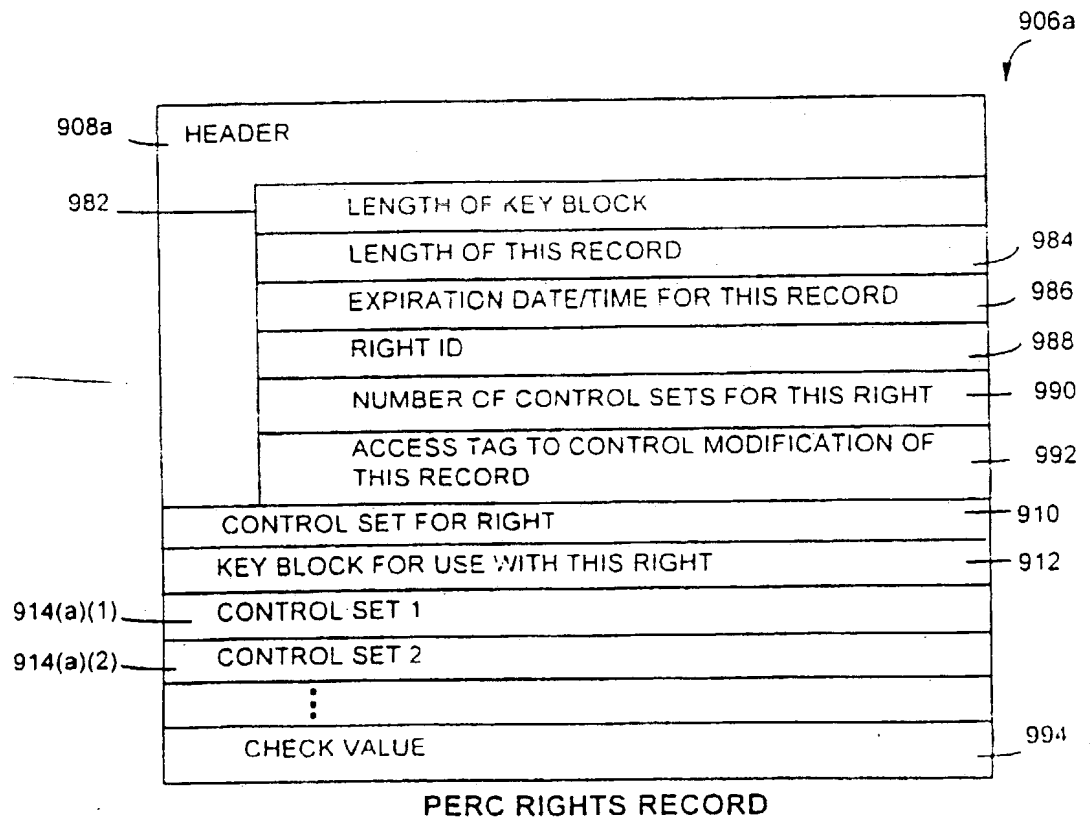 906a
908a
HEADER
982
LENGTH OF KEY BLOCK
LENGTH OF THIS RECORD
984
EXPIRATION DATE/TIME FOR THIS RECORD
986
RIGHT ID
988
NUMBER OF CONTROL SETS FOR THIS RIGHT
990
ACCESS TAG TO CONTROL MODIFICATION OF
THIS RECORD
992
CONTROL SET FOR RIGHT
910
KEY BLOCK FOR USE WITH THIS RIGHT
912
914(a)(1)
CONTROL SET 1
914(a)(2)
CONTROL SET 2
⋮
CHECK VALUE
994
PERC RIGHTS RECORD